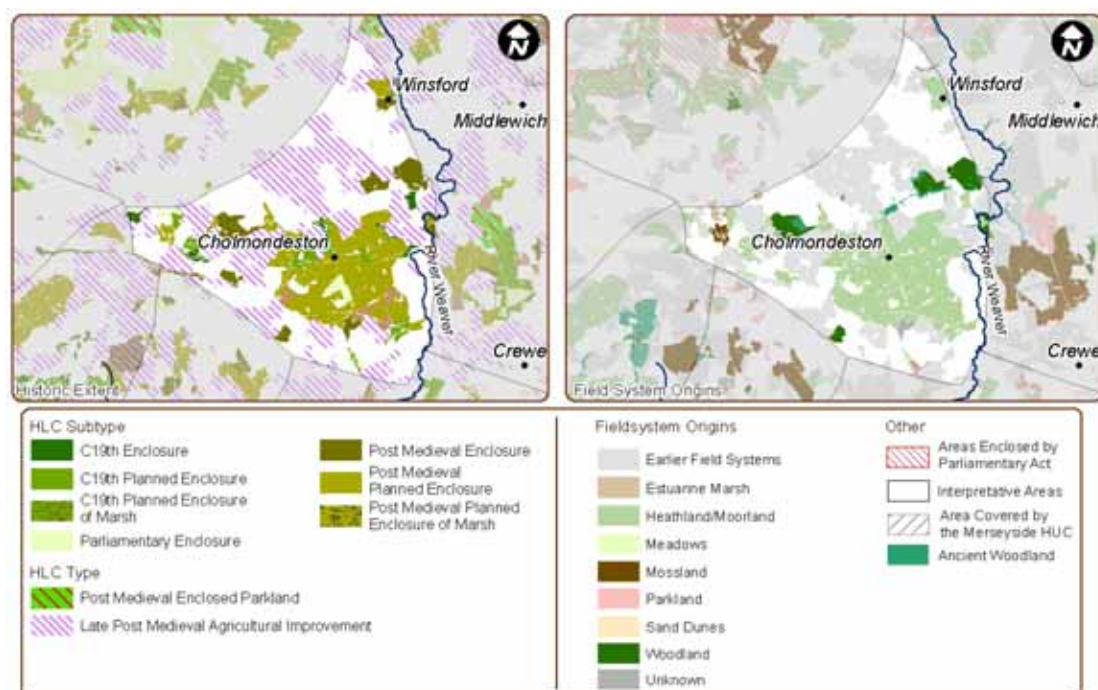 N
Winsford
Middlewich
Cholmondeston
River Weaver
Crewe
Historic Extent
N
Winsford
Middlewich
Cholmondeston
River Weaver
Crewe
Field System Origins
HLC Subtype
C19th Enclosure
C19th Planned Enclosure
C19th Planned Enclosure
of Marsh
Parliamentary Enclosure
Post Medieval Enclosure
Post Medieval
Planned Enclosure
Post Medieval Planned
Enclosure of Marsh
HLC Type
Post Medieval Enclosed Parkland
Late Post Medieval Agricultural Improvement
Fieldsystem Origins
Earlier Field Systems
Estuarine Marsh
Heathland/Moorland
Meadows
Mossland
Parkland
Sand Dunes
Woodland
Unknown
Other
Areas Enclosed by
Parliamentary Act
Interpretative Areas
Area Covered by
the Merseyside HUC
Ancient Woodland